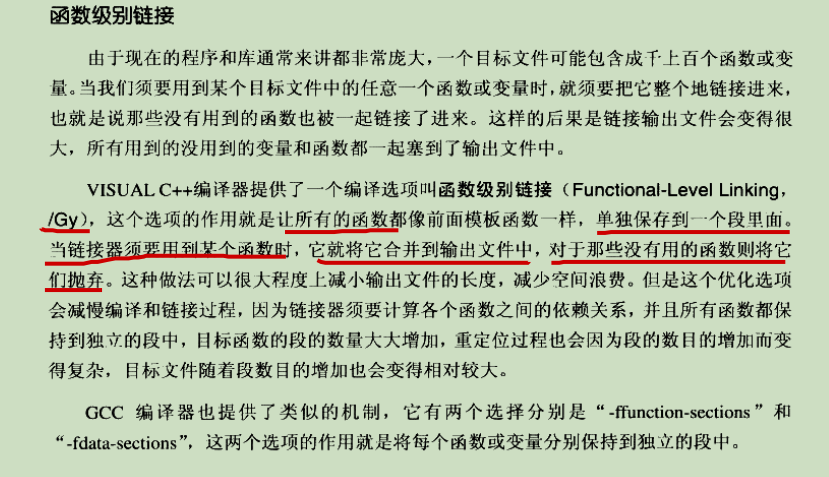 函数级别链接
由于现在的程序和库通常来讲都非常庞大，一个目标文件可能包含成千上百个函数或变
量。当我们须要用到某个目标文件中的任意一个函数或变量时，就须要把它整个地链接进来，
也就是说那些没有用到的函数也被一起链接了进来。这样的后果是链接输出文件会变得很
大，所有用到的没用到的变量和函数都一起塞到了输出文件中。
VISUAL C++编译器提供了一个编译选项叫函数级别链接（Functional-Level Linking，
/Gy），这个选项的作用就是让所有的函数都像前面模板函数一样，单独保存到一个段里面。
当链接器须要用到某个函数时，它就将它合并到输出文件中，对于那些没有用的函数则将它
们抛弃。这种做法可以很大程度上减小输出文件的长度，减少空间浪费。但是这个优化选项
会减慢编译和链接过程，因为链接器须要计算各个函数之间的依赖关系，并且所有函数都保
持到独立的段中，目标函数的段的数量大大增加，重定位过程也会因为段的数目的增加而变
得复杂，目标文件随着段数目的增加也会变得相对较大。
GCC 编译器也提供了类似的机制，它有两个选择分别是“-ffunction-sections”和
“-fdata-sections”，这两个选项的作用就是将每个函数或变量分别保持到独立的段中。